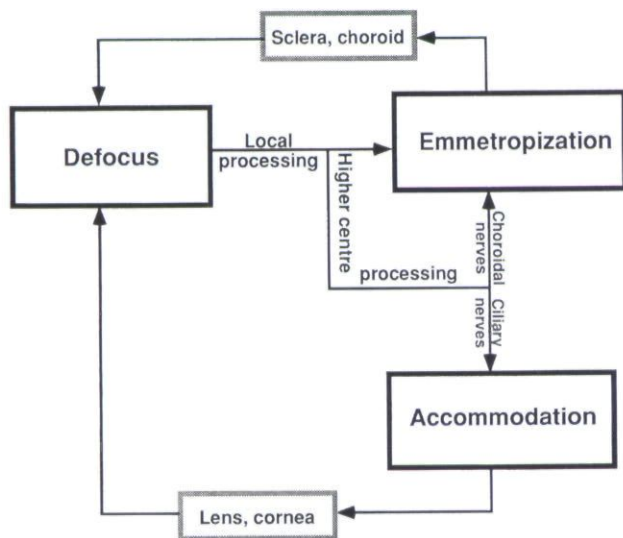 Sclera, choroid
Defocus
Local
processing
Emmetropization
Higher centre
processing
Choroidal
nerves
Ciliary
nerves
Accommodation
Lens, cornea